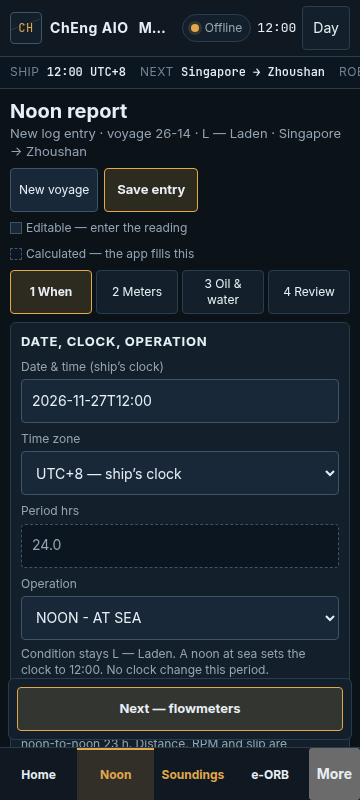 CH ChEng AIO M... Offline 12:00 Day
SHIP 12:00 UTC+8 NEXT Singapore → Zhoushan
Noon report
New log entry · voyage 26-14 · L — Laden · Singapore
→ Zhoushan
New voyage Save entry
Editable — enter the reading
Calculated — the app fills this
1 When 2 Meters 3 Oil & water 4 Review
DATE, CLOCK, OPERATION
Date & time (ship's clock)
2026-11-27T12:00
Time zone
UTC+8 — ship's clock
Period hrs
24.0
Operation
NOON - AT SEA
Condition stays L — Laden. A noon at sea sets the
clock to 12:00. No clock change this period.
Next — flowmeters
noon-to-noon 23 h. Distance, RPM and slip are
Home Noon Soundings e-ORB More